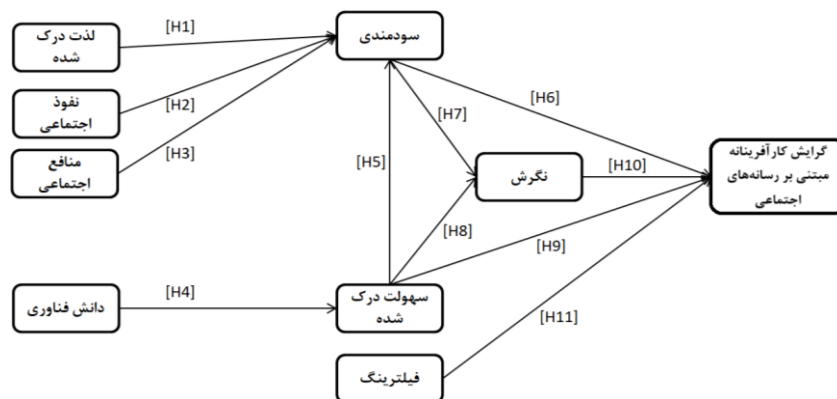 لذت درک
شده
[H1]
سودمندی
نفوذ
اجتماعی
[H2]
منافع
اجتماعی
[H3]
[H5]
[H7]
[H6]
نگرش
[H10]
گرایش کارآفرینانه
مبتنی بر رسانه‌های
اجتماعی
[H8]
[H9]
دانش فناوری
[H4]
سهولت درک
شده
[H11]
فیلترینگ